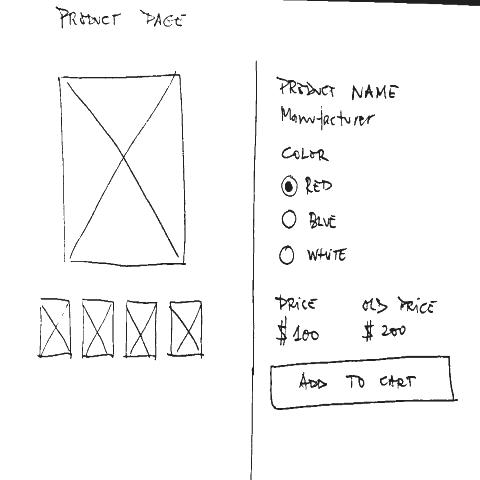 PRODUCT PAGE
PRODUCT NAME
Manufacturer
COLOR
RED
BLUE
WHITE
PRICE OLD PRICE
$100 $200
ADD TO CART